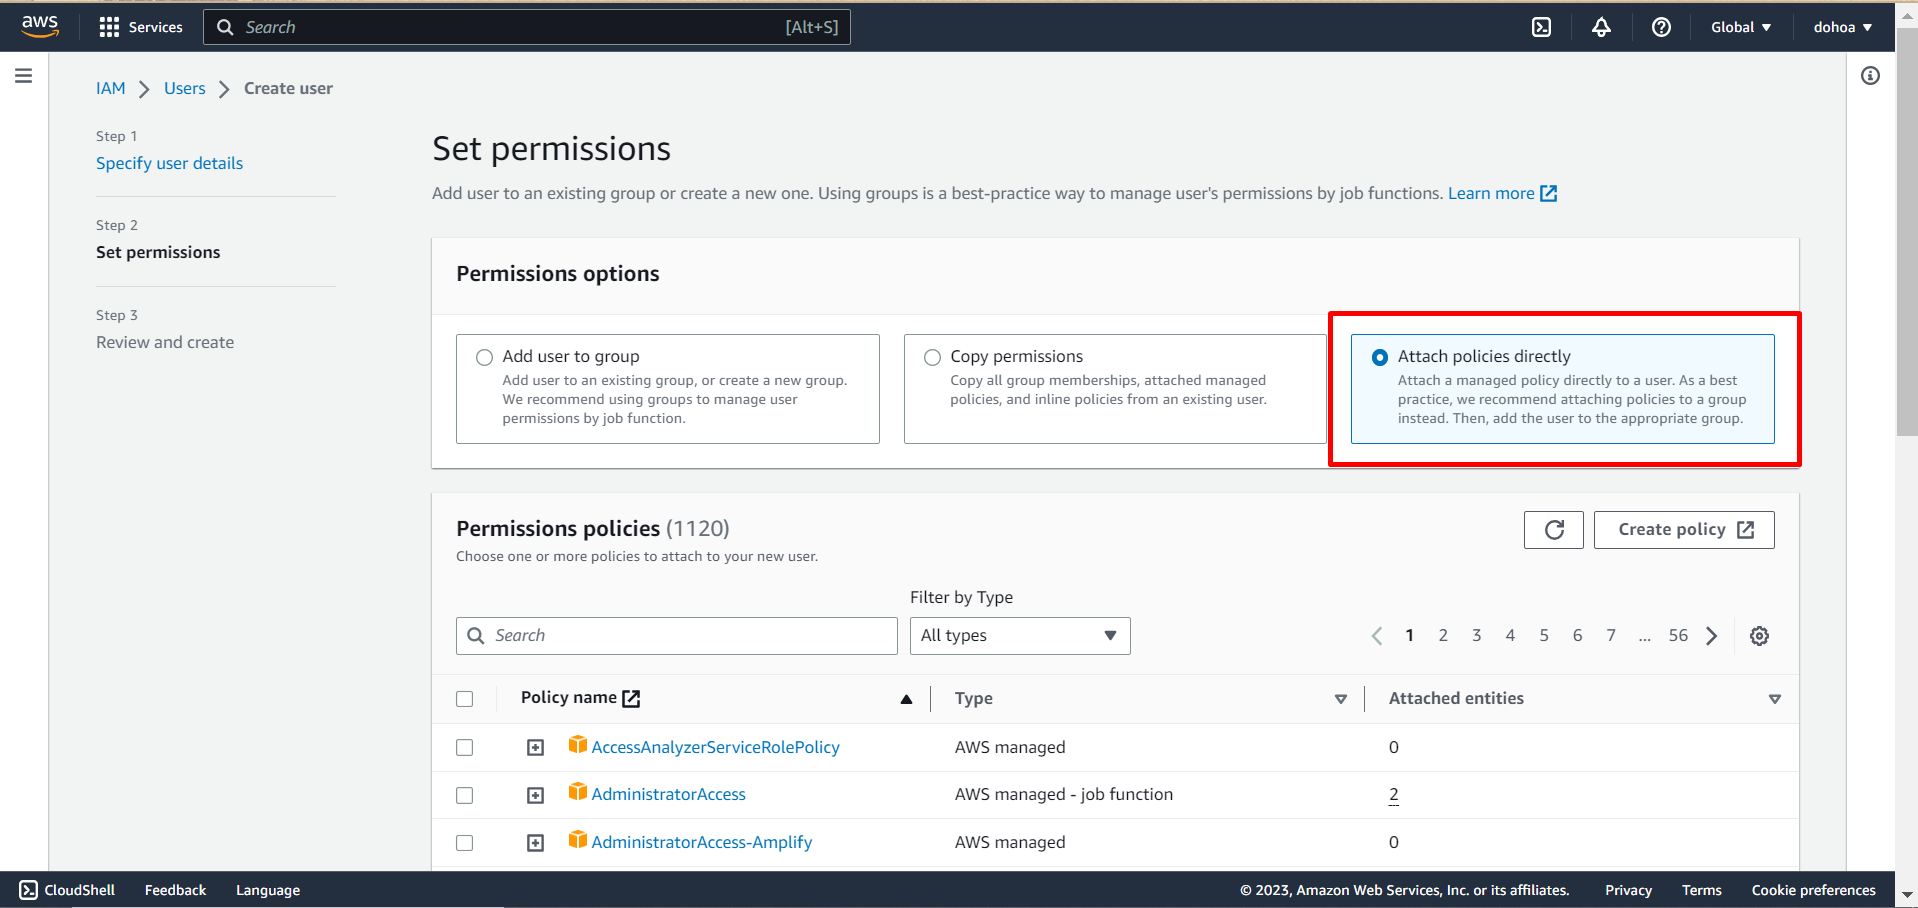 aws
Services
Search
[Alt+S]
Global
dohoa
IAM
Users
Create user
Step 1
Specify user details
Step 2
Set permissions
Step 3
Review and create
Set permissions
Add user to an existing group or create a new one. Using groups is a best-practice way to manage user's permissions by job functions. Learn more
Permissions options
Add user to group
Add user to an existing group, or create a new group.
We recommend using groups to manage user
permissions by job function.
Copy permissions
Copy all group memberships, attached managed
policies, and inline policies from an existing user.
Attach policies directly
Attach a managed policy directly to a user. As a best
practice, we recommend attaching policies to a group
instead. Then, add the user to the appropriate group.
Permissions policies (1120)
Choose one or more policies to attach to your new user.
Create policy
Filter by Type
Search
All types
1 2 3 4 5 6 7 ... 56
Policy name
Type
Attached entities
AccessAnalyzerServiceRolePolicy
AWS managed
0
AdministratorAccess
AWS managed - job function
2
AdministratorAccess-Amplify
AWS managed
0
CloudShell
Feedback
Language
© 2023, Amazon Web Services, Inc. or its affiliates.
Privacy
Terms
Cookie preferences